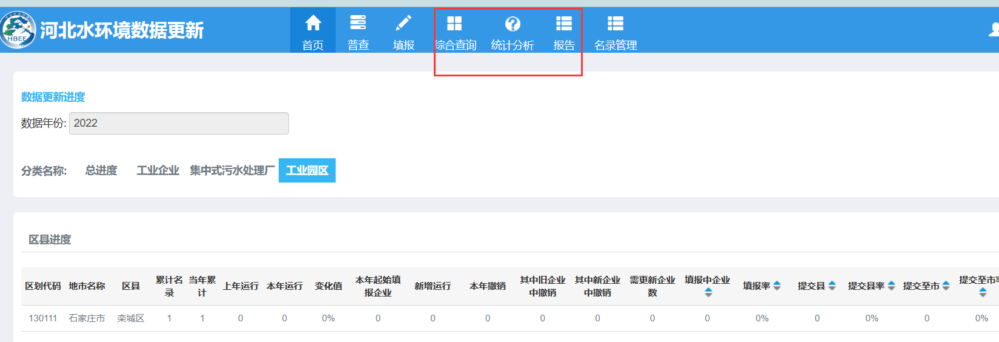 HBEE
河北水环境数据更新
首页 普查 填报 综合查询 统计分析 报告 名录管理
数据更新进度
数据年份: 2022
分类名称: 总进度 工业企业 集中式污水处理厂 工业园区
区县进度
区划代码 地市名称 区县 累计名录 当年累计 上年运行 本年运行 变化值 本年起始填报企业 新增运行 本年撤销 其中旧企业中撤销 其中新企业中撤销 需更新企业数 填报中企业 填报率 提交县 提交县率 提交至市 提交至市率
130111 石家庄市 栾城区 1 1 0 0 0% 0 0 0 0 0 0 0 0% 0 0% 0 0%